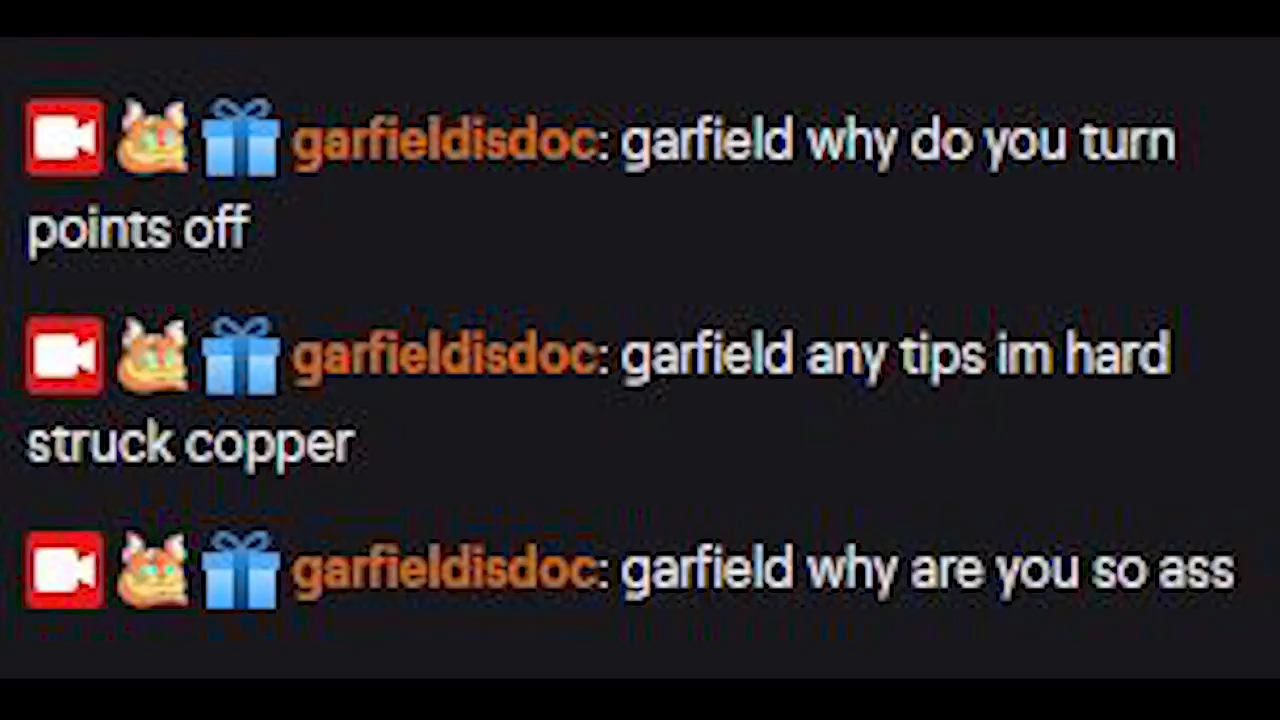 garfieldisdoc: garfield why do you turn
points off
garfieldisdoc: garfield any tips im hard
struck copper
garfieldisdoc: garfield why are you so ass